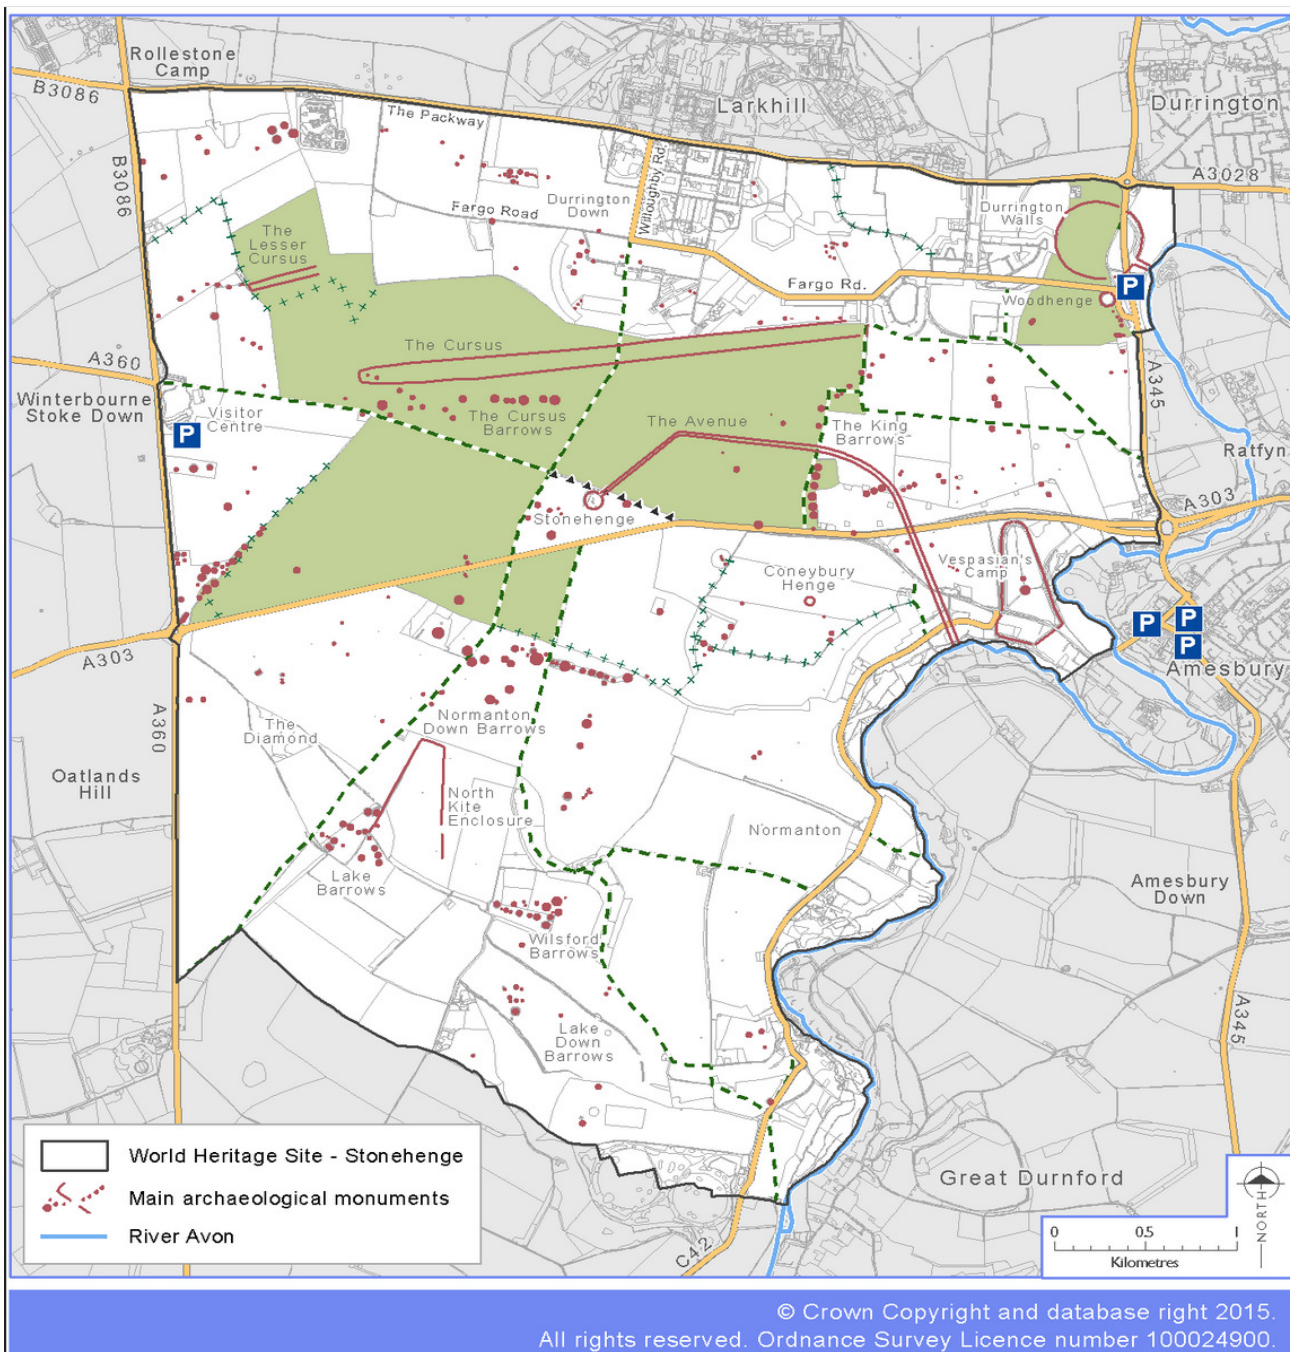 Rollestone
Camp
B3086
The Packway
Larkhill
Durrington
A3028
B3086
Willoughby Rd.
Durrington
Down
Fargo Road
Durrington
Walls
The
Lesser
Cursus
Fargo Rd.
Woodhenge
P
The Cursus
A360
A345
Winterbourne
Stoke Down
Visitor
Centre
P
The Cursus
Barrows
The Avenue
The King
Barrows
Ratfyn
A303
Stonehenge
Vespasian's
Camp
Coneybury
Henge
P
P
P
Amesbury
A303
A360
The
Diamond
Normanton
Down Barrows
Oatlands
Hill
North
Kite
Enclosure
Normanton
Lake
Barrows
Amesbury
Down
Wilsford
Barrows
A345
Lake
Down
Barrows
World Heritage Site - Stonehenge
Main archaeological monuments
River Avon
C42
Great Durnford
NORTH
0 0.5 1
Kilometres
© Crown Copyright and database right 2015.
All rights reserved. Ordnance Survey Licence number 100024900.